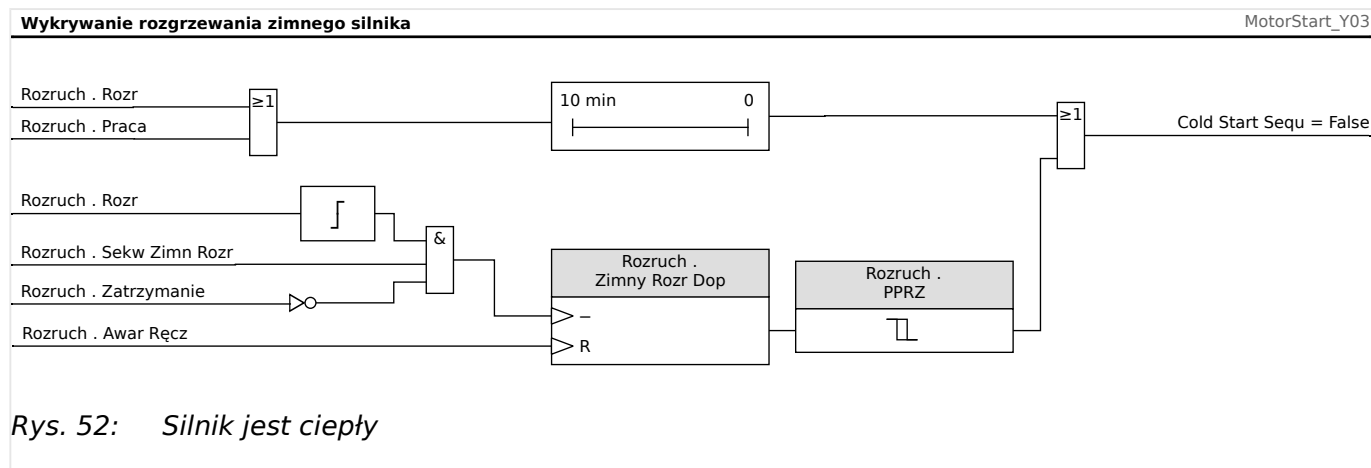 Wykrywanie rozgrzewania zimnego silnika
MotorStart_Y03
Rozruch . Rozr
Rozruch . Praca
≥1
10 min 0
≥1
Cold Start Sequ = False
Rozruch . Rozr
Rozruch . Sekw Zimn Rozr
Rozruch . Zatrzymanie
Rozruch . Awar Ręcz
&
Rozruch .
Zimny Rozr Dop
–
R
Rozruch .
PPRZ
Rys. 52: Silnik jest ciepły